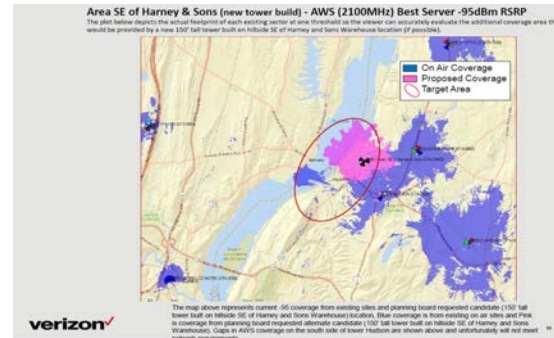 Area SE of Harney & Sons (new tower build) - AWS (2100MHz) Best Server -95dBm RSRP
The plot below depicts the actual footprint of each existing sector at one threshold so the viewer can accurately evaluate the additional coverage area th
would be provided by a new 150' tall tower built on hillside SE of Harney and Sons Warehouse location (if possible).
On Air Coverage
Proposed Coverage
Target Area
The map above represents current -95 coverage from existing sites and planning board requested candidate (150' tall
tower built on hillside SE of Harney and Sons Warehouse) location, Blue coverage is from existing on air sites and Pink
is coverage from planning board requested alternate candidate (150' tall tower built on hillside SE of Harney and Sons
Warehouse). Gaps in AWS coverage on the south side of tower Hudson are shown above and unfortunately will not meet
verizon